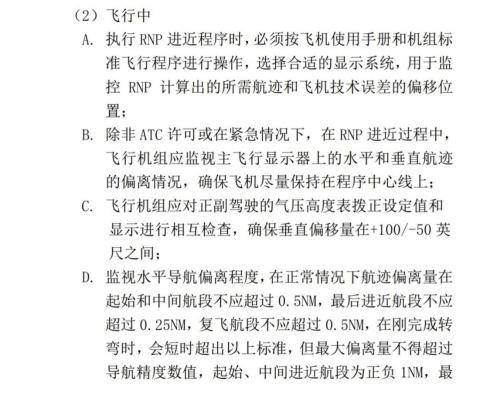 （2）飞行中
A. 执行 RNP 进近程序时,必须按飞机使用手册和机组标
准飞行程序进行操作，选择合适的显示系统，用于监
控 RNP 计算出的所需航迹和飞机技术误差的偏移位
置；
B. 除非 ATC 许可或在紧急情况下，在 RNP 进近过程中，
飞行机组应监视主飞行显示器上的水平和垂直航迹
的偏离情况，确保飞机尽量保持在程序中心线上；
C. 飞行机组应对正副驾驶的气压高度表拨正设定值和
显示进行相互检查，确保垂直偏移量在+100/-50 英
尺之间；
D. 监视水平导航偏离程度，在正常情况下航迹偏离量在
起始和中间航段不应超过 0.5NM，最后进近航段不应
超过 0.25NM，复飞航段不应超过 0.5NM，在刚完成转
弯时，会短时超出以上标准，但最大偏离量不得超过
导航精度数值，起始、中间进近航段为正负 1NM，最